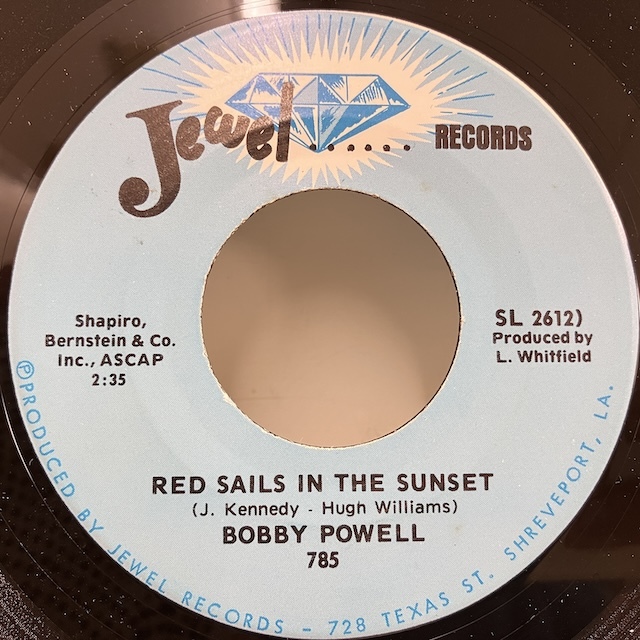 Jewel...... RECORDS
Shapiro,
Bernstein & Co.
Inc., ASCAP
2:35
SL 2612)
Produced by
L. Whitfield
RED SAILS IN THE SUNSET
(J. Kennedy - Hugh Williams)
BOBBY POWELL
785
℗PRODUCED BY JEWEL RECORDS – 728 TEXAS ST. SHREVEPORT, LA.